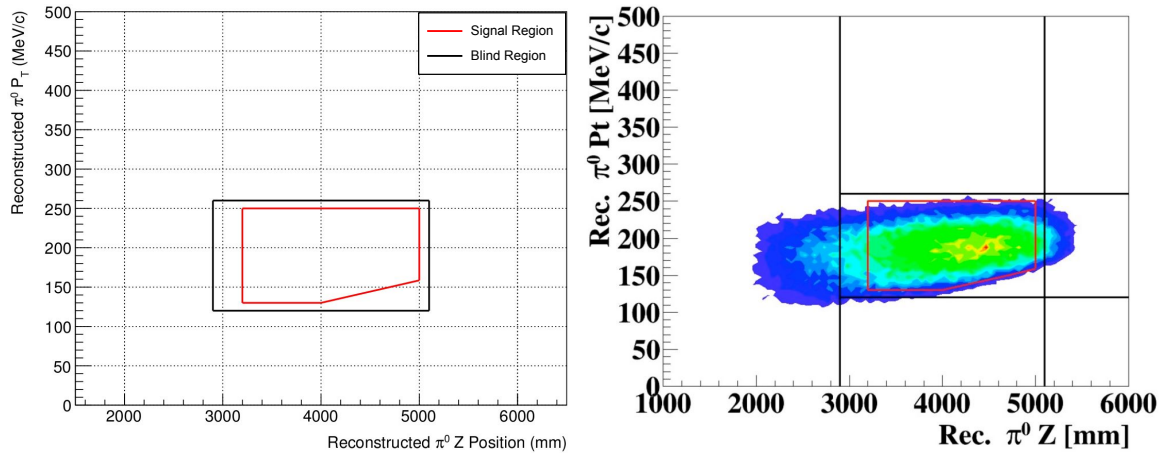 Reconstructed π⁰ P_T (MeV/c)
500
450
400
350
300
250
200
150
100
50
0
2000 3000 4000 5000 6000
Reconstructed π⁰ Z Position (mm)
Signal Region
Blind Region
Rec. π⁰ Pt [MeV/c]
500
450
400
350
300
250
200
150
100
50
0
1000 2000 3000 4000 5000 6000
Rec. π⁰ Z [mm]